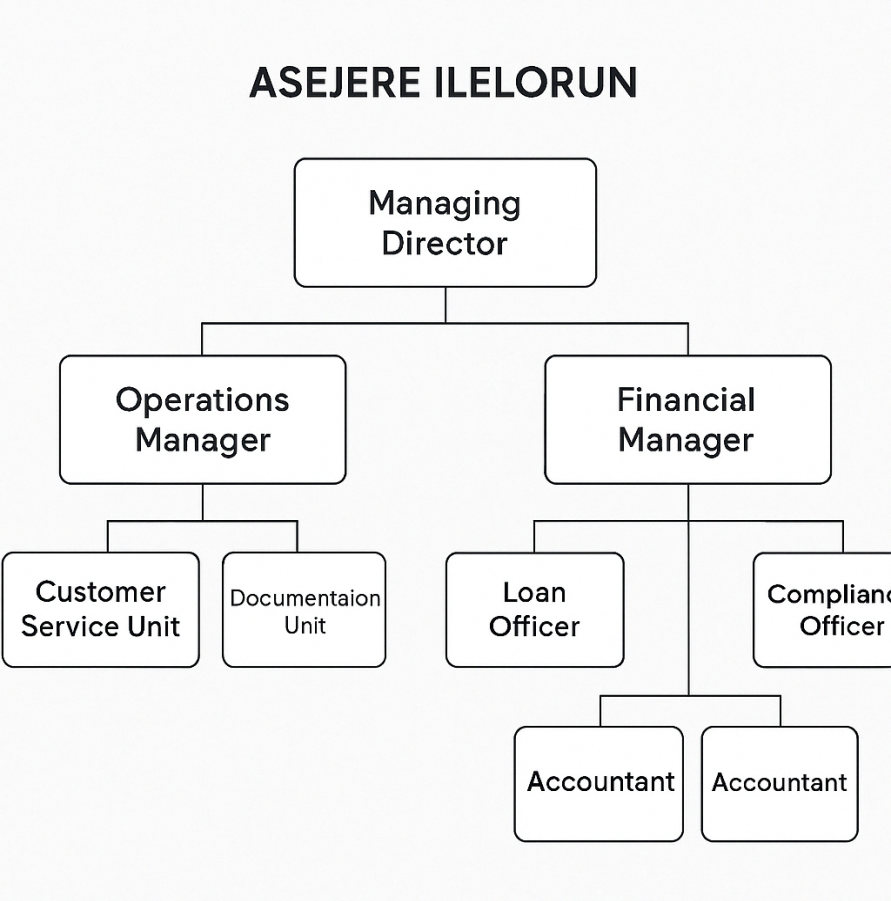 ASEJERE ILELORUN
Managing
Director
Operations
Manager
Financial
Manager
Customer
Service Unit
Documentaion
Unit
Loan
Officer
Complianc
Officer
Accountant
Accountant